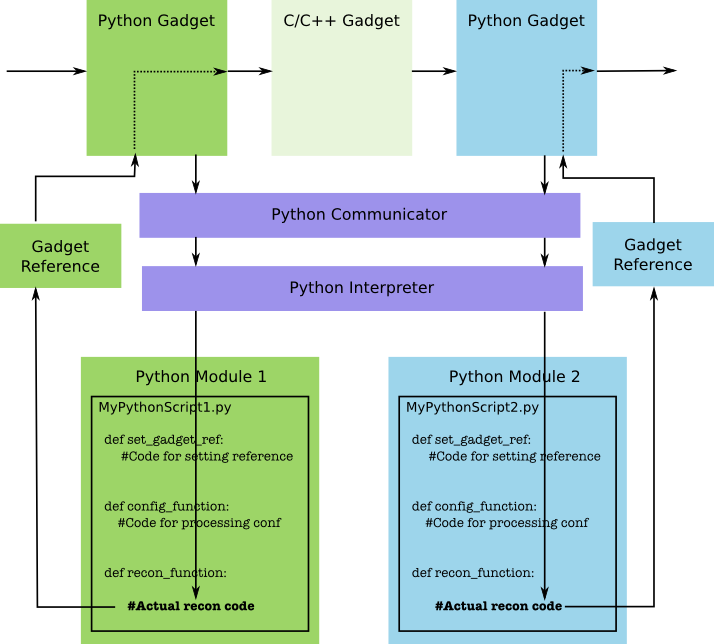 Python Gadget
C/C++ Gadget
Python Gadget
Python Communicator
Gadget
Reference
Gadget
Reference
Python Interpreter
Python Module 1
MyPythonScript1.py
def set_gadget_ref:
#Code for setting reference
def config_function:
#Code for processing conf
def recon_function:
#Actual recon code
Python Module 2
MyPythonScript2.py
def set_gadget_ref:
#Code for setting reference
def config_function:
#Code for processing conf
def recon_function:
#Actual recon code